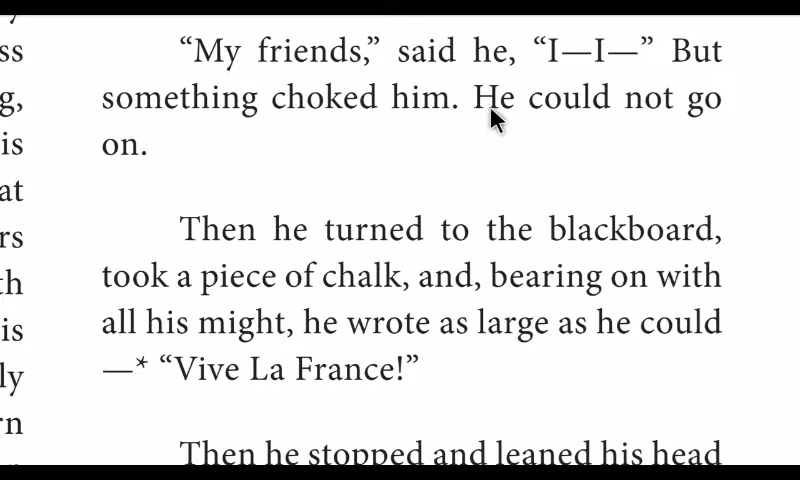 “My friends,” said he, “I—I—” But
something choked him. He could not go
on.
Then he turned to the blackboard,
took a piece of chalk, and, bearing on with
all his might, he wrote as large as he could
—* “Vive La France!”
Then he stopped and leaned his head